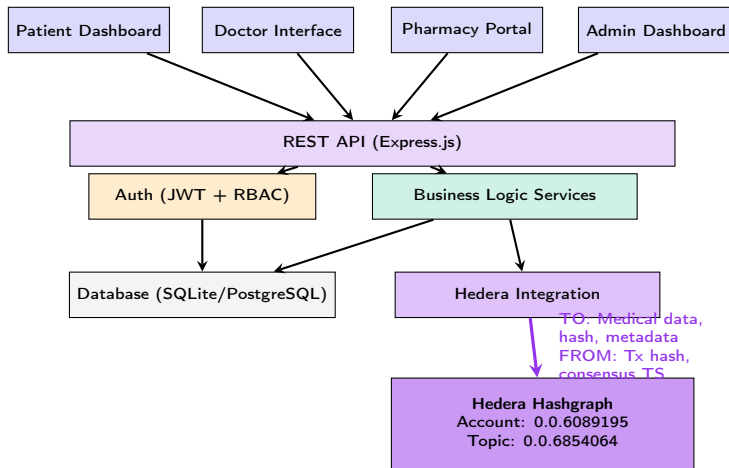 Patient Dashboard
Doctor Interface
Pharmacy Portal
Admin Dashboard
REST API (Express.js)
Auth (JWT + RBAC)
Business Logic Services
Database (SQLite/PostgreSQL)
Hedera Integration
TO: Medical data,
hash, metadata
FROM: Tx hash,
consensus TS
Hedera Hashgraph
Account: 0.0.6089195
Topic: 0.0.6854064